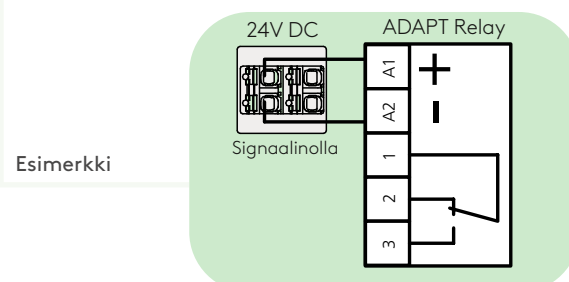 24V DC
ADAPT Relay
A1
+
A2
-
Signaalinolla
1
Esimerkki
2
3